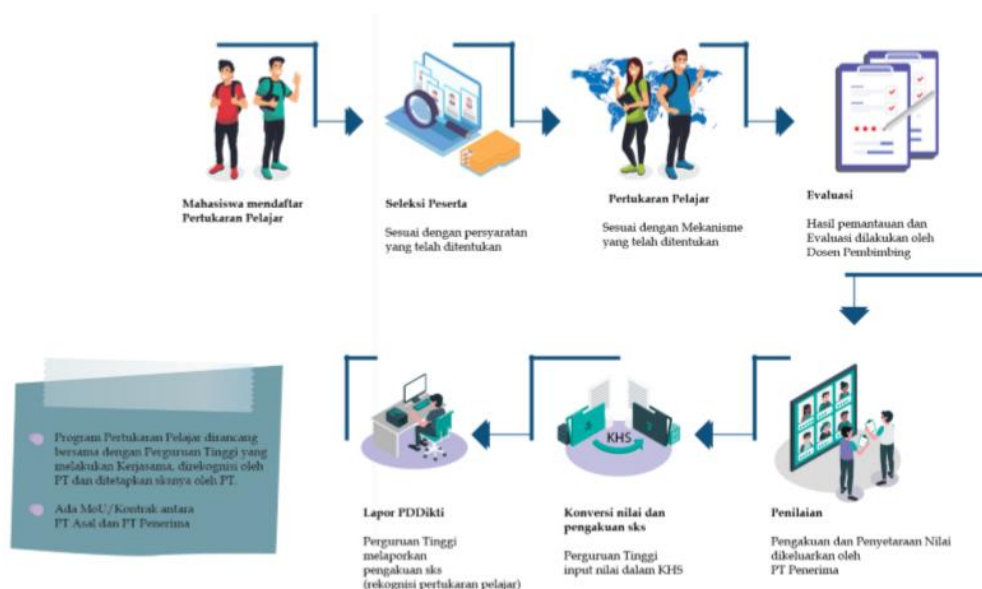 Mahasiswa mendaftar
Pertukaran Pelajar
Seleksi Peserta
Sesuai dengan persyaratan
yang telah ditentukan
Pertukaran Pelajar
Sesuai dengan Mekanisme
yang telah ditentukan
Evaluasi
Hasil pemantauan dan
Evaluasi dilakukan oleh
Dosen Pembimbing
Penilaian
Pengakuan dan Penyetaraan Nilai
dikeluarkan oleh
PT Penerima
KHS
Konversi nilai dan
pengakuan sks
Perguruan Tinggi
input nilai dalam KHS
Lapor PDDikti
Perguruan Tinggi
melaporkan
pengakuan sks
(rekognisi pertukaran pelajar)
Program Pertukaran Pelajar dirancang
bersama dengan Perguruan Tinggi yang
melakukan Kerjasama, direkognisi oleh
PT dan ditetapkan sksnya oleh PT.
Ada MoU/Kontrak antara
PT Asal dan PT Penerima